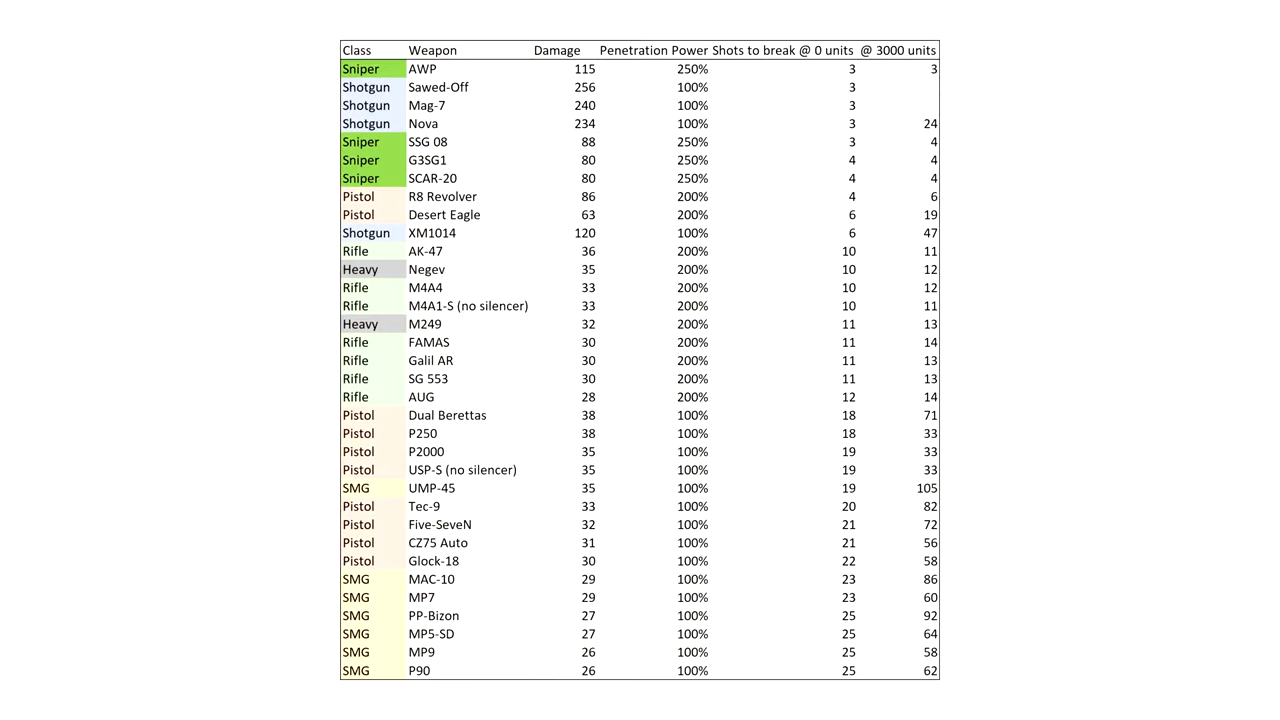 Class Weapon Damage Penetration Power Shots to break @ 0 units @ 3000 units
Sniper AWP 115 250% 3 3
Shotgun Sawed-Off 256 100% 3
Shotgun Mag-7 240 100% 3
Shotgun Nova 234 100% 3 24
Sniper SSG 08 88 250% 3 4
Sniper G3SG1 80 250% 4 4
Sniper SCAR-20 80 250% 4 4
Pistol R8 Revolver 86 200% 4 6
Pistol Desert Eagle 63 200% 6 19
Shotgun XM1014 120 100% 6 47
Rifle AK-47 36 200% 10 11
Heavy Negev 35 200% 10 12
Rifle M4A4 33 200% 10 12
Rifle M4A1-S (no silencer) 33 200% 10 11
Heavy M249 32 200% 11 13
Rifle FAMAS 30 200% 11 14
Rifle Galil AR 30 200% 11 13
Rifle SG 553 30 200% 11 13
Rifle AUG 28 200% 12 14
Pistol Dual Berettas 38 100% 18 71
Pistol P250 38 100% 18 33
Pistol P2000 35 100% 19 33
Pistol USP-S (no silencer) 35 100% 19 33
SMG UMP-45 35 100% 19 105
Pistol Tec-9 33 100% 20 82
Pistol Five-SeveN 32 100% 21 72
Pistol CZ75 Auto 31 100% 21 56
Pistol Glock-18 30 100% 22 58
SMG MAC-10 29 100% 23 86
SMG MP7 29 100% 23 60
SMG PP-Bizon 27 100% 25 92
SMG MP5-SD 27 100% 25 64
SMG MP9 26 100% 25 58
SMG P90 26 100% 25 62